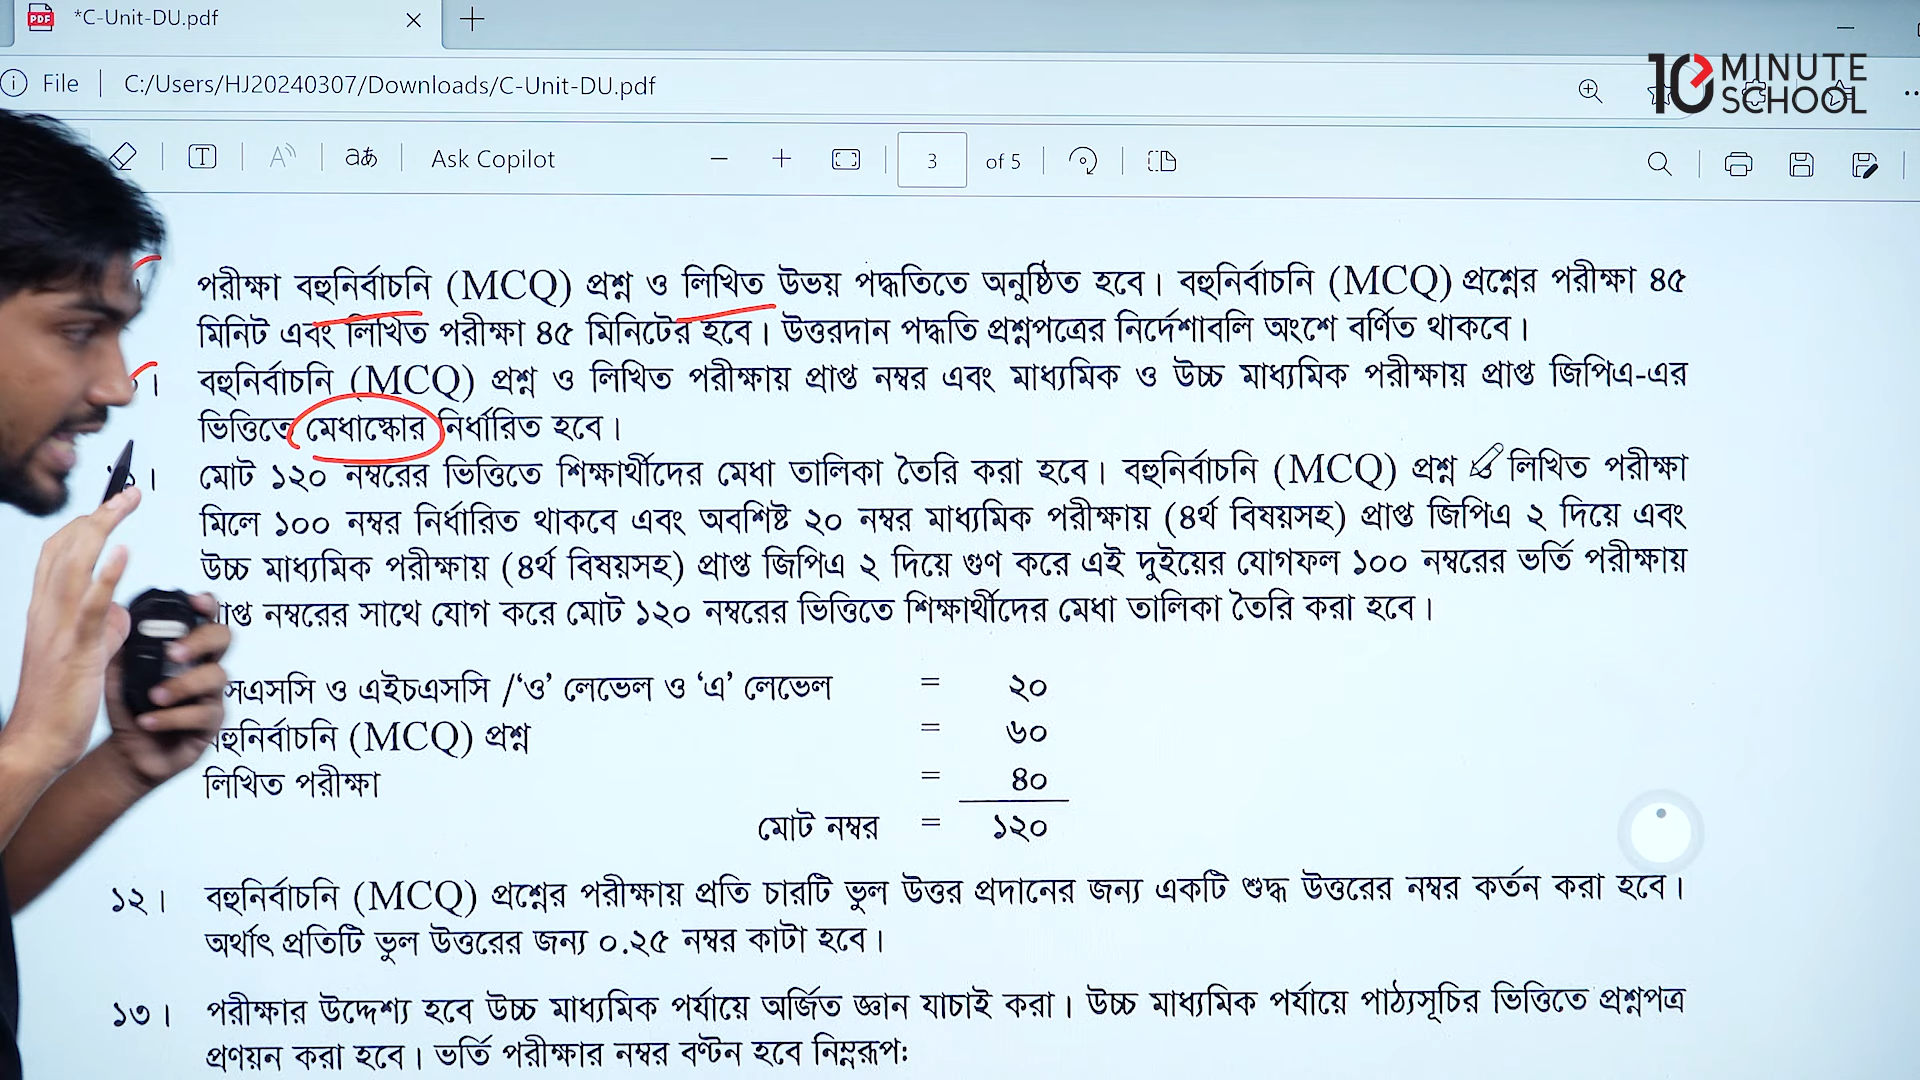 *C-Unit-DU.pdf
10 MINUTE SCHOOL
File C:/Users/HJ20240307/Downloads/C-Unit-DU.pdf
Ask Copilot 3 of 5
পরীক্ষা বহুনির্বাচনি (MCQ) প্রশ্ন ও লিখিত উভয় পদ্ধতিতে অনুষ্ঠিত হবে। বহুনির্বাচনি (MCQ) প্রশ্নের পরীক্ষা ৪৫
মিনিট এবং লিখিত পরীক্ষা ৪৫ মিনিটের হবে। উত্তরদান পদ্ধতি প্রশ্নপত্রের নির্দেশাবলি অংশে বর্ণিত থাকবে।
বহুনির্বাচনি (MCQ) প্রশ্ন ও লিখিত পরীক্ষায় প্রাপ্ত নম্বর এবং মাধ্যমিক ও উচ্চ মাধ্যমিক পরীক্ষায় প্রাপ্ত জিপিএ-এর
ভিত্তিতে মেধাস্কোর নির্ধারিত হবে।
মোট ১২০ নম্বরের ভিত্তিতে শিক্ষার্থীদের মেধা তালিকা তৈরি করা হবে। বহুনির্বাচনি (MCQ) প্রশ্ন লিখিত পরীক্ষা
মিলে ১০০ নম্বর নির্ধারিত থাকবে এবং অবশিষ্ট ২০ নম্বর মাধ্যমিক পরীক্ষায় (৪র্থ বিষয়সহ) প্রাপ্ত জিপিএ ২ দিয়ে এবং
উচ্চ মাধ্যমিক পরীক্ষায় (৪র্থ বিষয়সহ) প্রাপ্ত জিপিএ ২ দিয়ে গুণ করে এই দুইয়ের যোগফল ১০০ নম্বরের ভর্তি পরীক্ষায়
নম্বরের সাথে যোগ করে মোট ১২০ নম্বরের ভিত্তিতে শিক্ষার্থীদের মেধা তালিকা তৈরি করা হবে।
ও এইচএসসি /‘ও’ লেভেল ও ‘এ’ লেভেল = ২০
(MCQ) প্রশ্ন = ৬০
লিখিত পরীক্ষা = ৪০
মোট নম্বর = ১২০
১২। বহুনির্বাচনি (MCQ) প্রশ্নের পরীক্ষায় প্রতি চারটি ভুল উত্তর প্রদানের জন্য একটি শুদ্ধ উত্তরের নম্বর কর্তন করা হবে।
অর্থাৎ প্রতিটি ভুল উত্তরের জন্য ০.২৫ নম্বর কাটা হবে।
১৩। পরীক্ষার উদ্দেশ্য হবে উচ্চ মাধ্যমিক পর্যায়ে অর্জিত জ্ঞান যাচাই করা। উচ্চ মাধ্যমিক পর্যায়ে পাঠ্যসূচির ভিত্তিতে প্রশ্নপত্র
প্রণয়ন করা হবে। ভর্তি পরীক্ষার নম্বর বণ্টন হবে নিম্নরূপ: